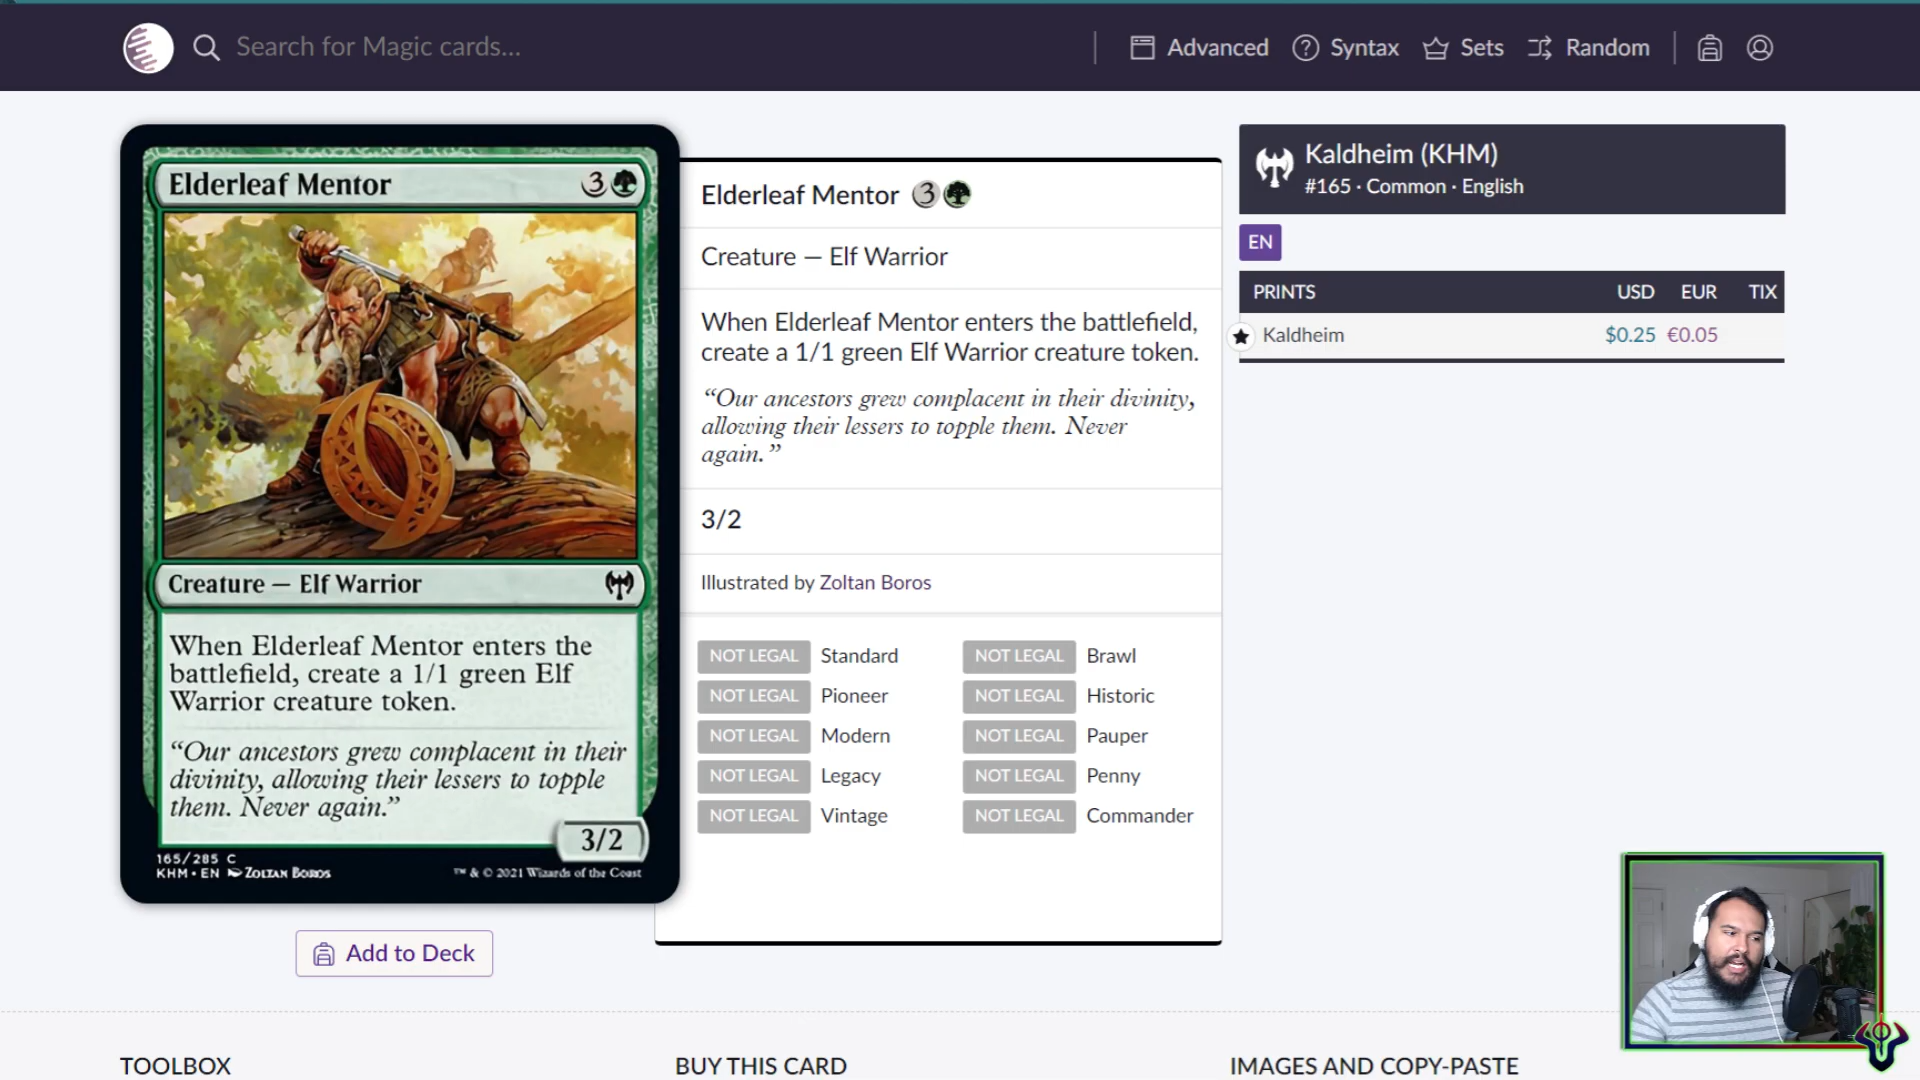 Search for Magic cards...
Advanced
Syntax
Sets
Random
Elderleaf Mentor 3
Creature — Elf Warrior
When Elderleaf Mentor enters the
battlefield, create a 1/1 green Elf
Warrior creature token.
“Our ancestors grew complacent in their
divinity, allowing their lessers to topple
them. Never again.”
3/2
165/285 C
KHM • EN Zoltan Boros
™ & © 2021 Wizards of the Coast
Add to Deck
Elderleaf Mentor 3
Creature — Elf Warrior
When Elderleaf Mentor enters the battlefield,
create a 1/1 green Elf Warrior creature token.
“Our ancestors grew complacent in their divinity,
allowing their lessers to topple them. Never
again.”
3/2
Illustrated by Zoltan Boros
NOT LEGAL Standard NOT LEGAL Brawl
NOT LEGAL Pioneer NOT LEGAL Historic
NOT LEGAL Modern NOT LEGAL Pauper
NOT LEGAL Legacy NOT LEGAL Penny
NOT LEGAL Vintage NOT LEGAL Commander
Kaldheim (KHM)
#165 · Common · English
EN
PRINTS USD EUR TIX
Kaldheim $0.25 €0.05
TOOLBOX
BUY THIS CARD
IMAGES AND COPY-PASTE